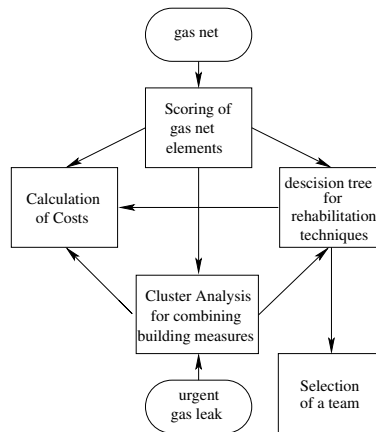 gas net
Scoring of
gas net
elements
Calculation
of Costs
descision tree
for
rehabilitation
techniques
Cluster Analysis
for combining
building measures
urgent
gas leak
Selection
of a team